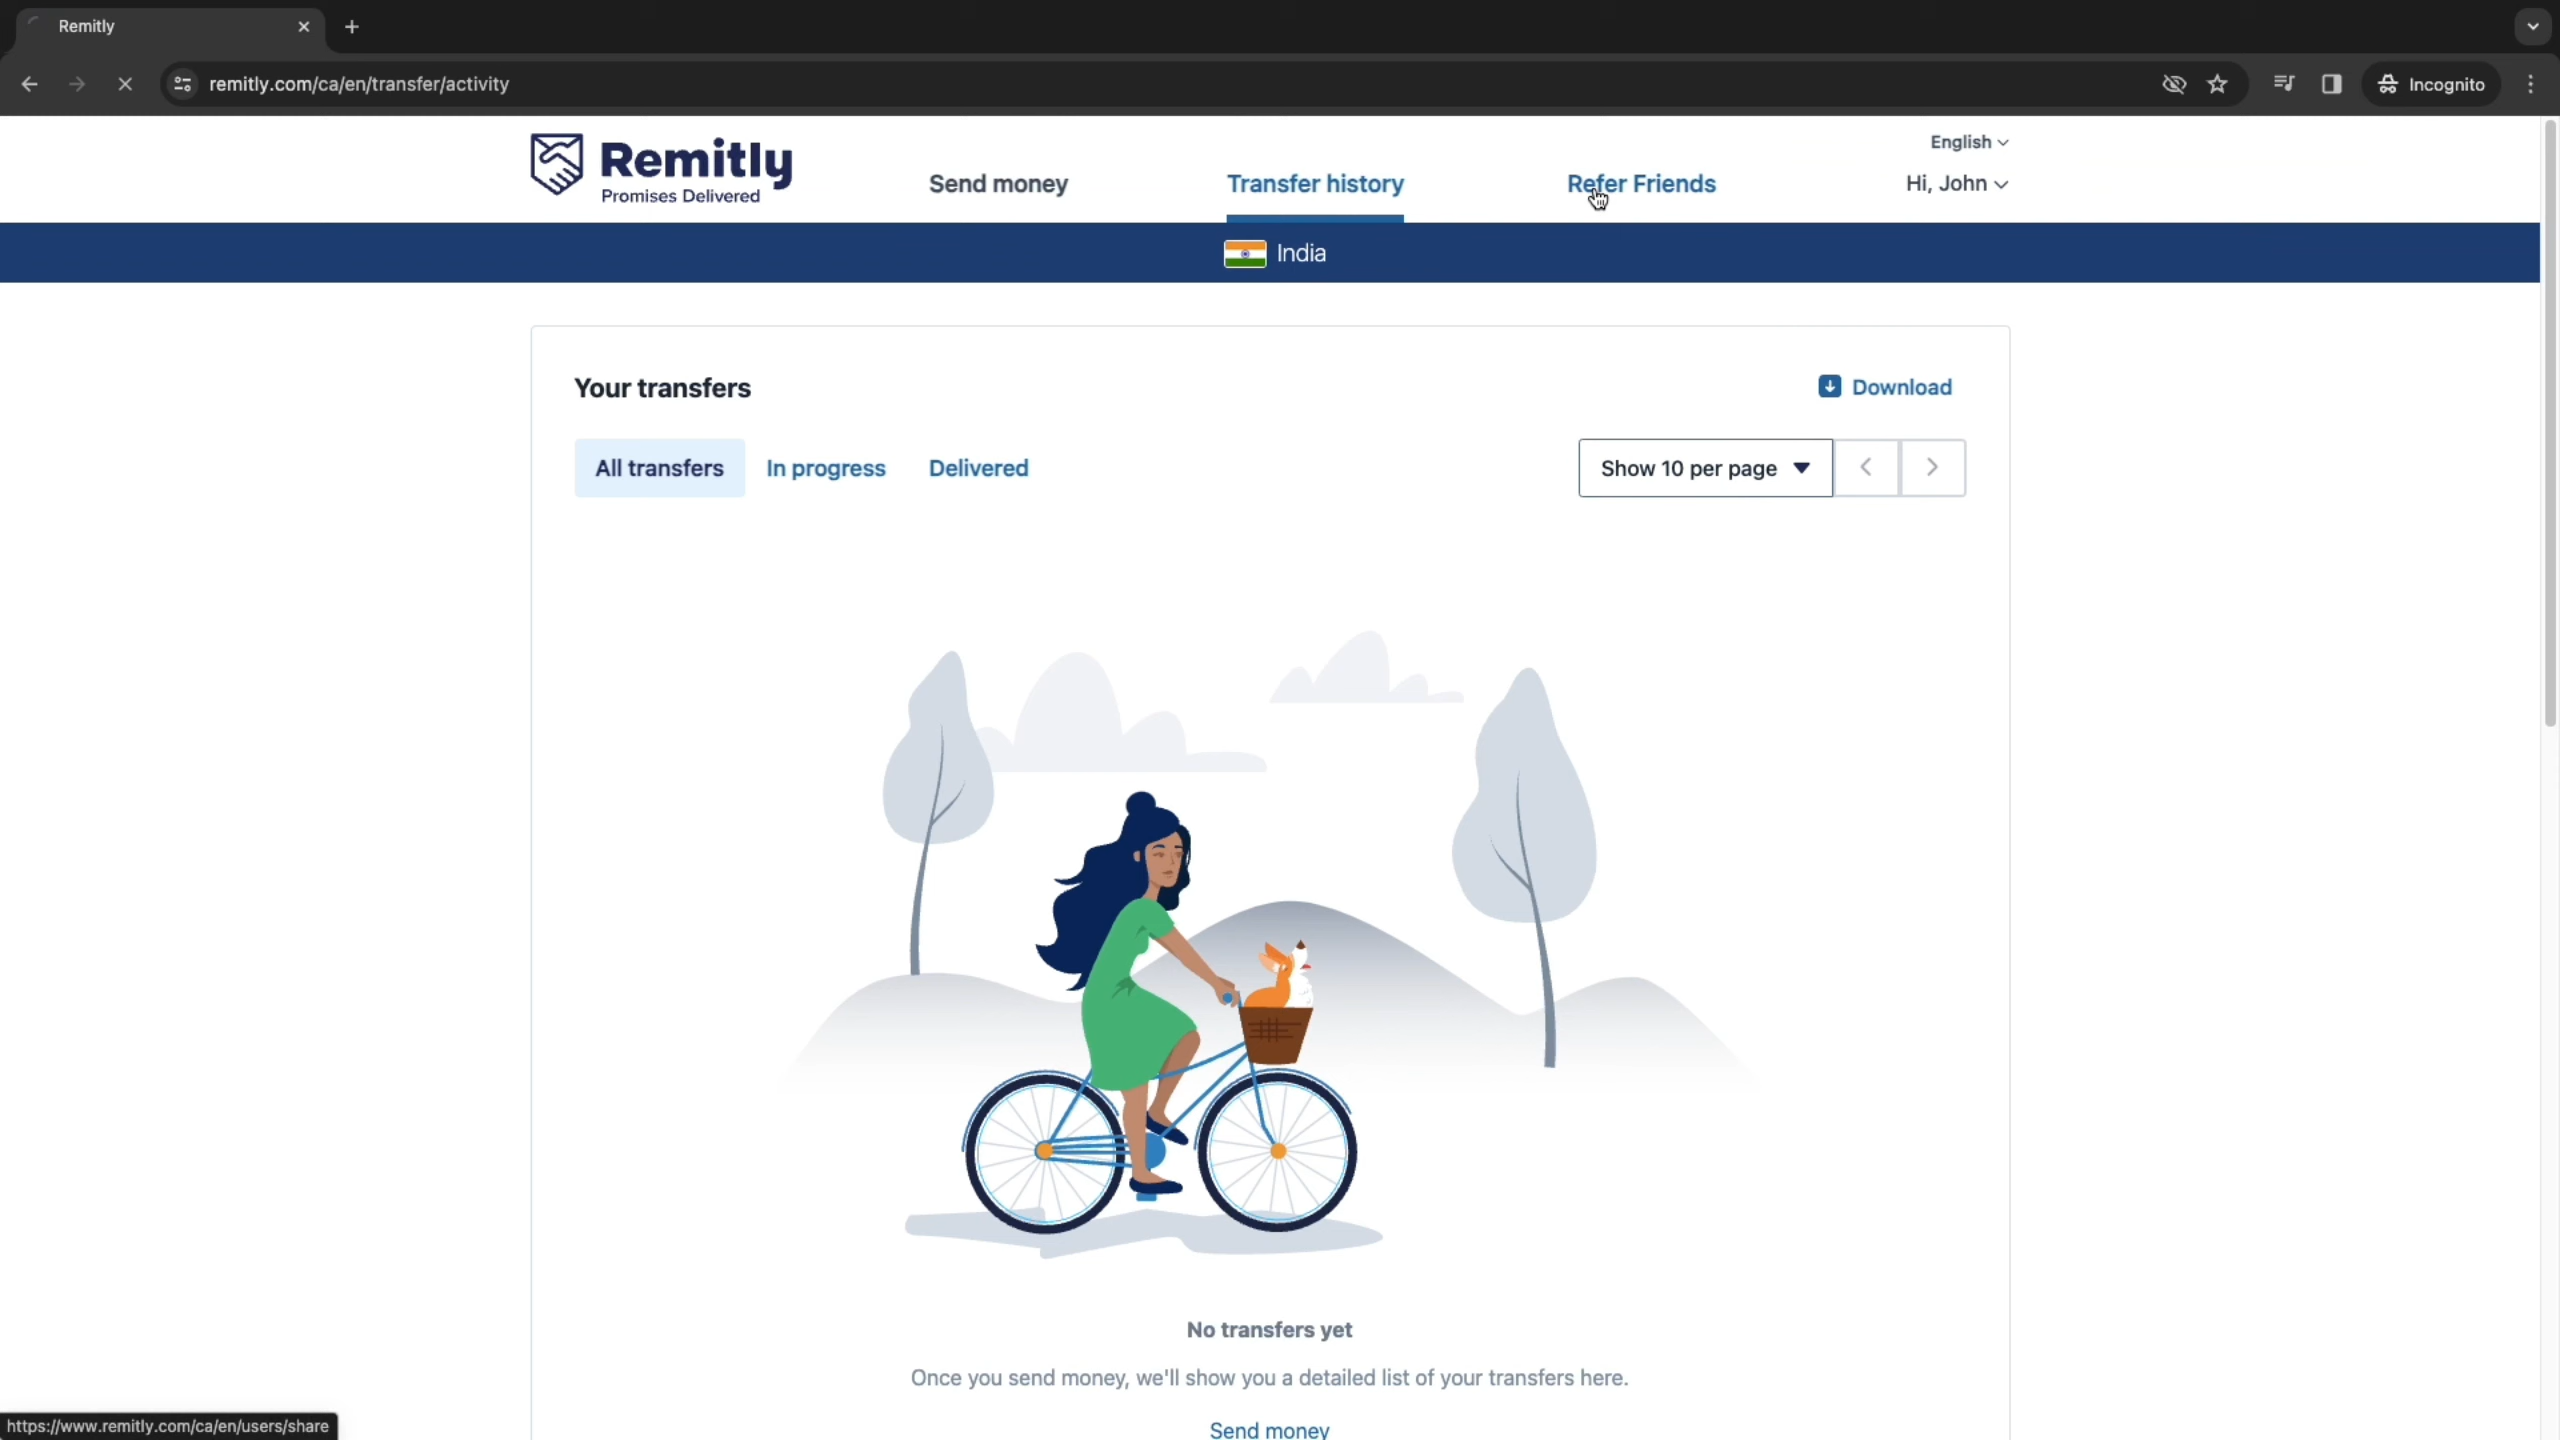 Remitly
remitly.com/ca/en/transfer/activity
Incognito
Remitly
Promises Delivered
Send money
Transfer history
Refer Friends
English
Hi, John
India
Your transfers
Download
All transfers
In progress
Delivered
Show 10 per page
No transfers yet
Once you send money, we'll show you a detailed list of your transfers here.
Send money
https://www.remitly.com/ca/en/users/share